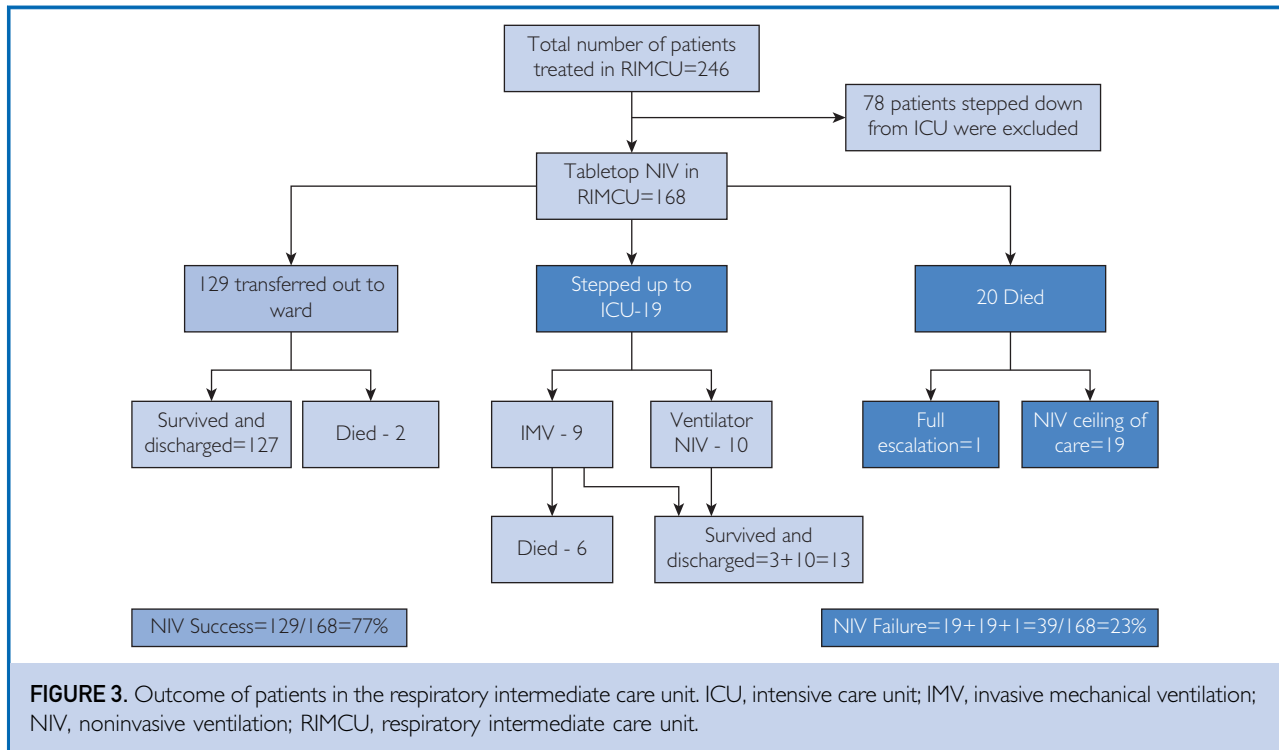 Total number of patients
treated in RIMCU=246
78 patients stepped down
from ICU were excluded
Tabletop NIV in
RIMCU=168
129 transferred out to
ward
Stepped up to
ICU-19
20 Died
Survived and
discharged=127
Died - 2
IMV - 9
Ventilator
NIV - 10
Full
escalation=1
NIV ceiling of
care=19
Died - 6
Survived and
discharged=3+10=13
NIV Success=129/168=77%
NIV Failure=19+19+1=39/168=23%
FIGURE 3. Outcome of patients in the respiratory intermediate care unit. ICU, intensive care unit; IMV, invasive mechanical ventilation;
NIV, noninvasive ventilation; RIMCU, respiratory intermediate care unit.